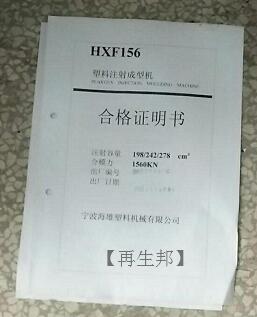 HXF156
塑料注射成型机
合格证明书
注射容量 198/242/278 cm³
合模力 1560KN
出厂编号
出厂日期
宁波海雄塑料机械有限公司
【再生邦】